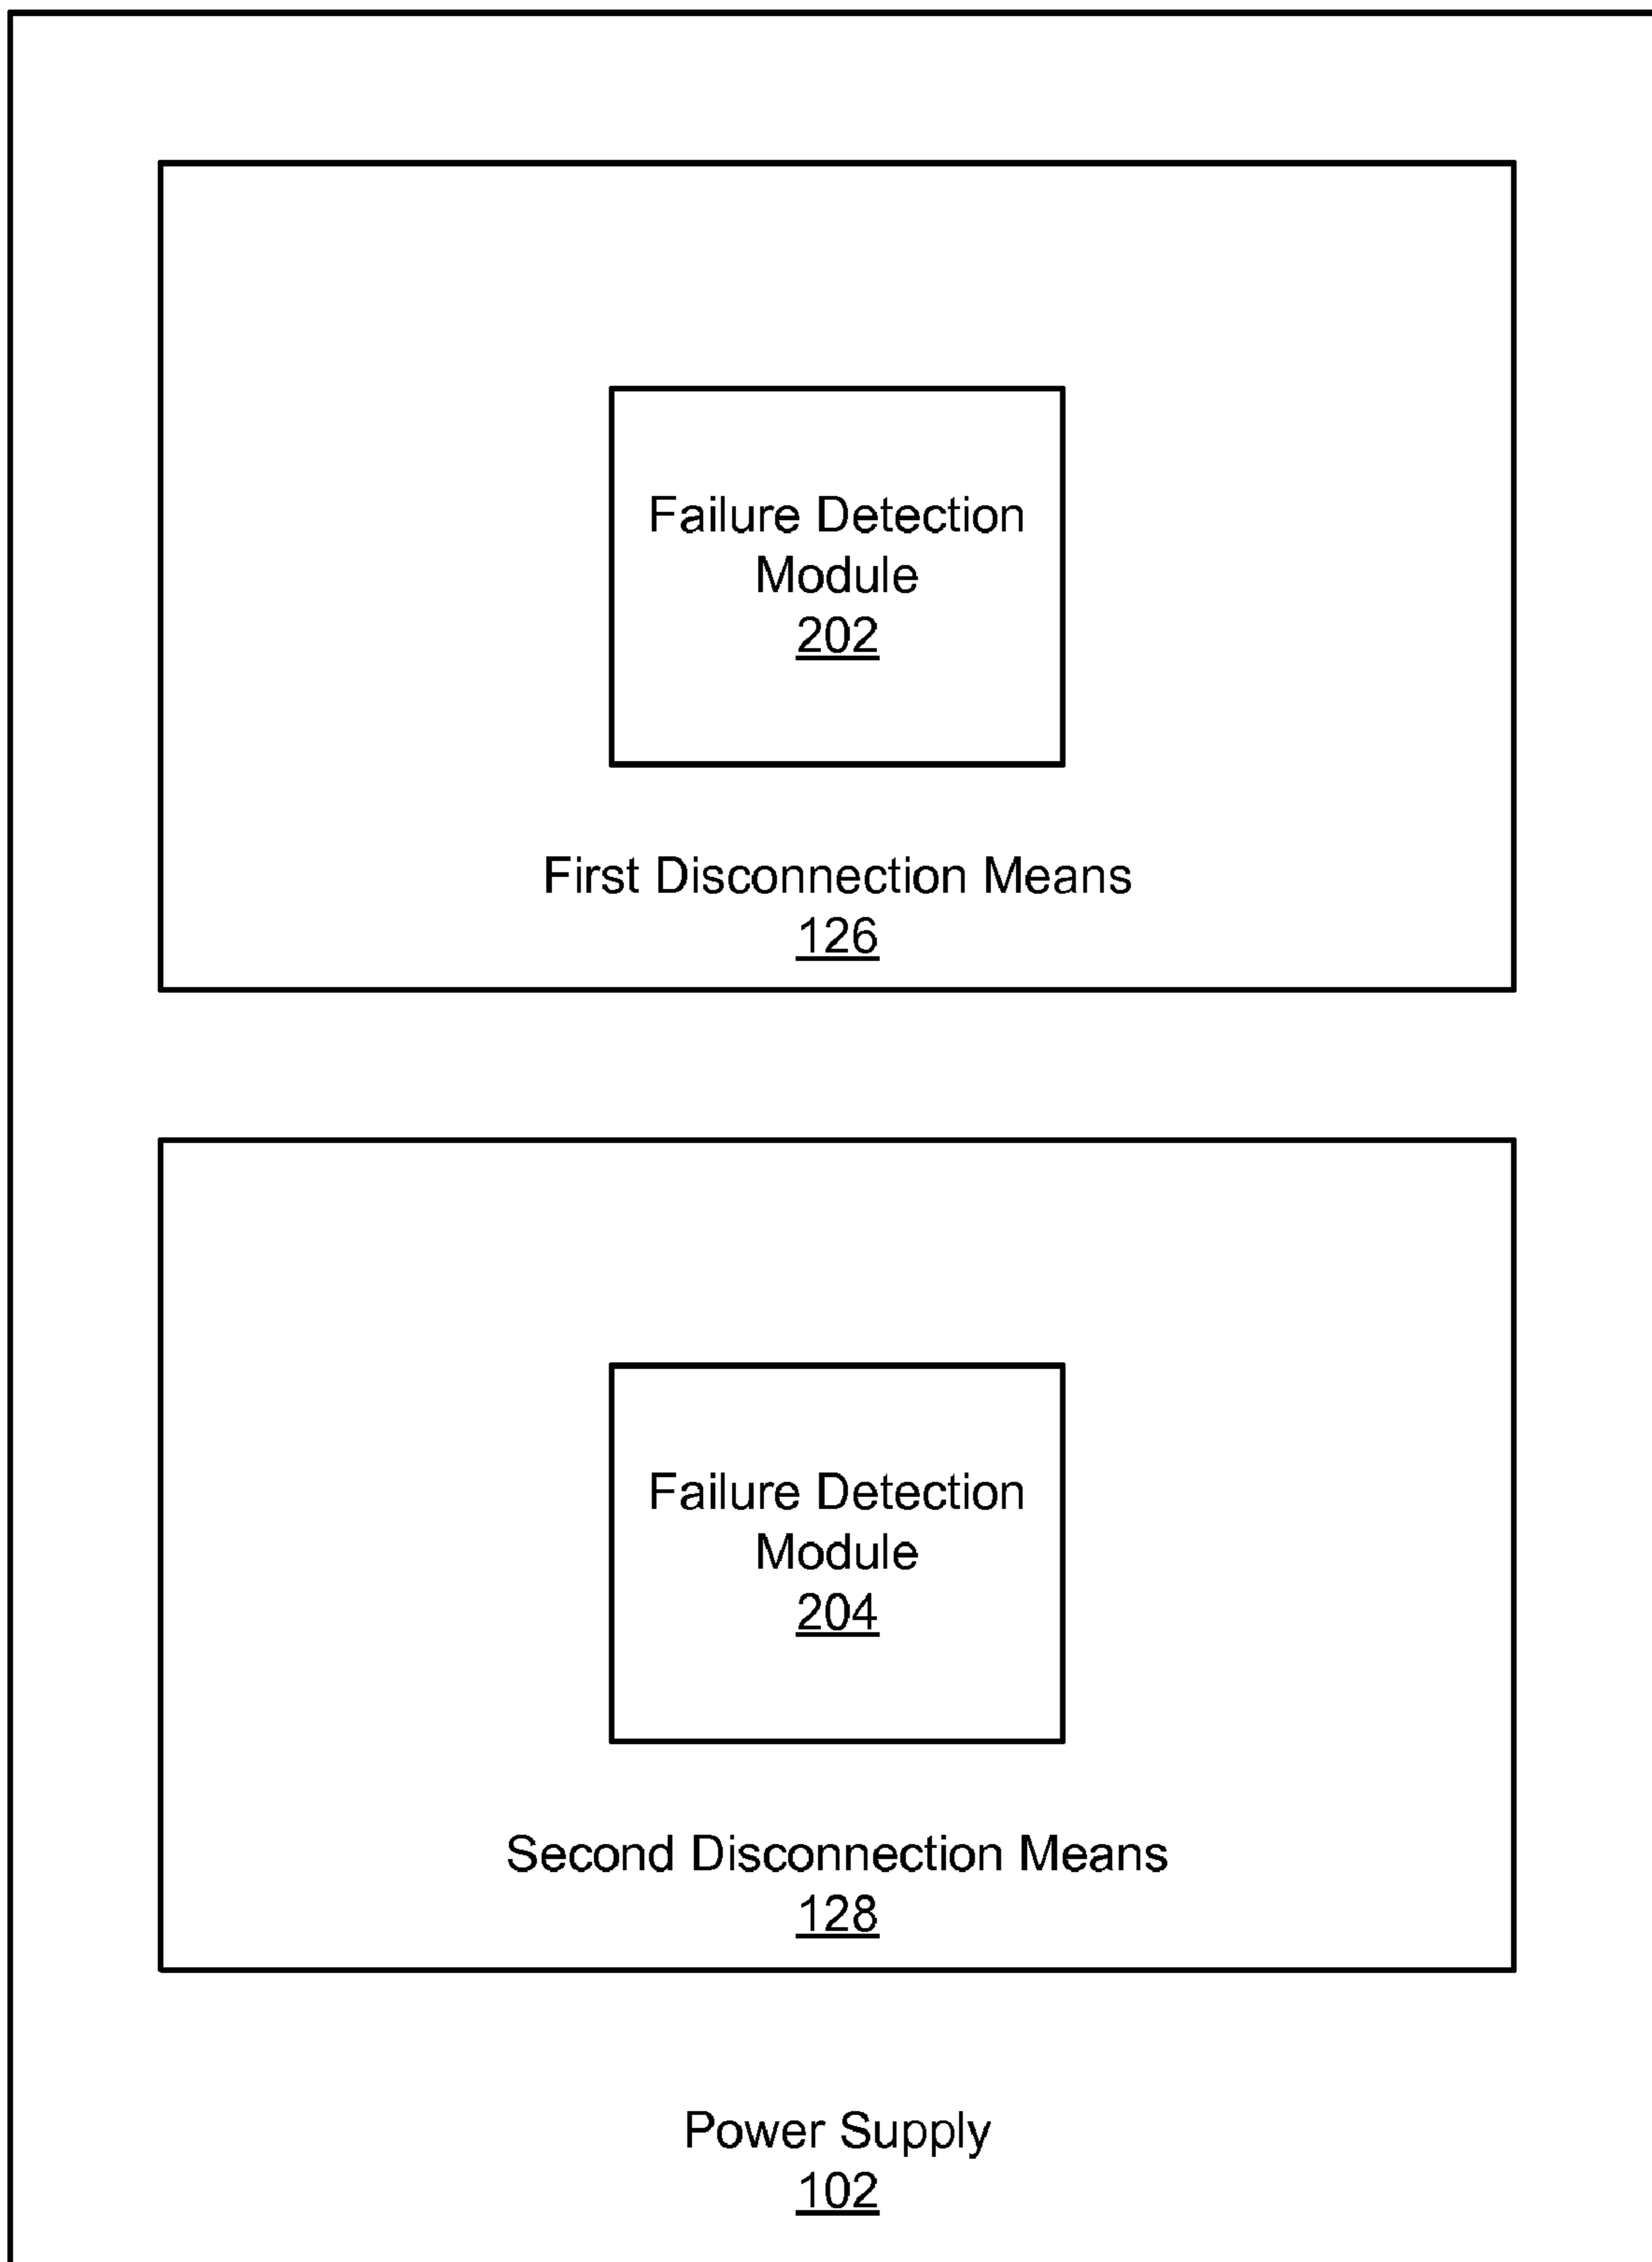 Failure Detection
Module
202
First Disconnection Means
126
Failure Detection
Module
204
Second Disconnection Means
128
Power Supply
102